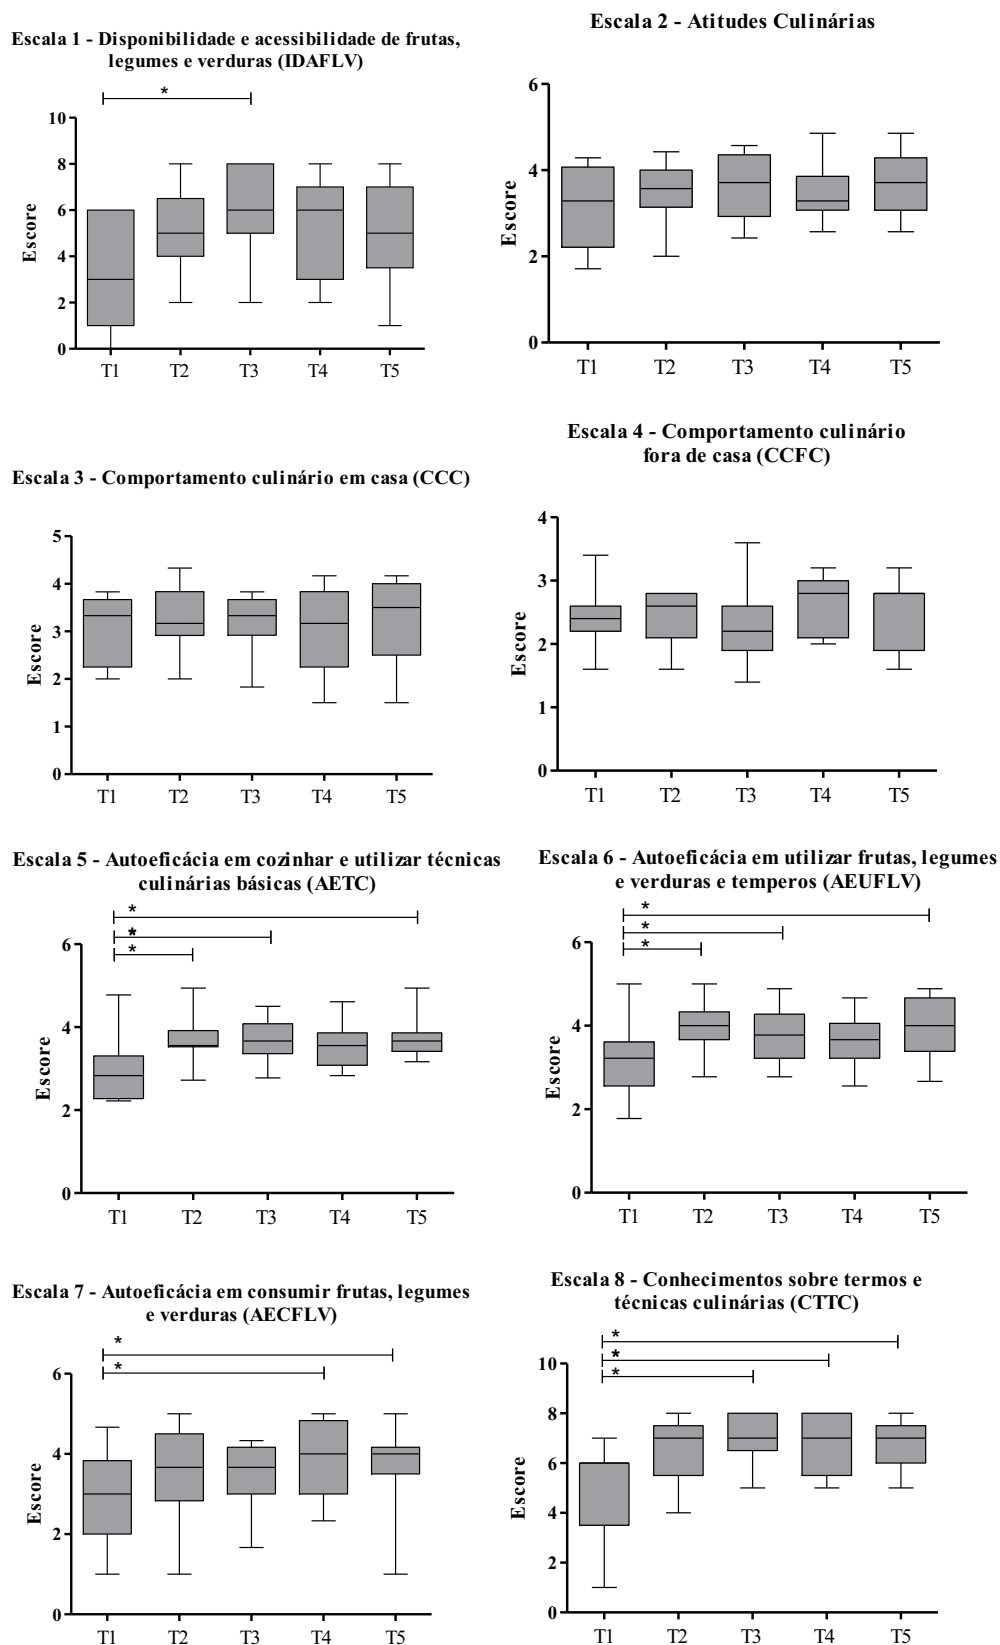 Escala 1 - Disponibilidade e acessibilidade de frutas,
legumes e verduras (IDAFLV)
*
10
8
6
4
2
0
Escore
T1 T2 T3 T4 T5
Escala 2 - Atitudes Culinárias
6
4
2
0
Escore
T1 T2 T3 T4 T5
Escala 3 - Comportamento culinário em casa (CCC)
5
4
3
2
1
0
Escore
T1 T2 T3 T4 T5
Escala 4 - Comportamento culinário
fora de casa (CCFC)
4
3
2
1
0
Escore
T1 T2 T3 T4 T5
Escala 5 - Autoeficácia em cozinhar e utilizar técnicas
culinárias básicas (AETC)
*
*
*
6
4
2
0
Escore
T1 T2 T3 T4 T5
Escala 6 - Autoeficácia em utilizar frutas, legumes
e verduras e temperos (AEUFLV)
*
*
*
6
4
2
0
Escore
T1 T2 T3 T4 T5
Escala 7 - Autoeficácia em consumir frutas, legumes
e verduras (AECFLV)
*
*
6
4
2
0
Escore
T1 T2 T3 T4 T5
Escala 8 - Conhecimentos sobre termos e
técnicas culinárias (CTTC)
*
*
*
10
8
6
4
2
0
Escore
T1 T2 T3 T4 T5